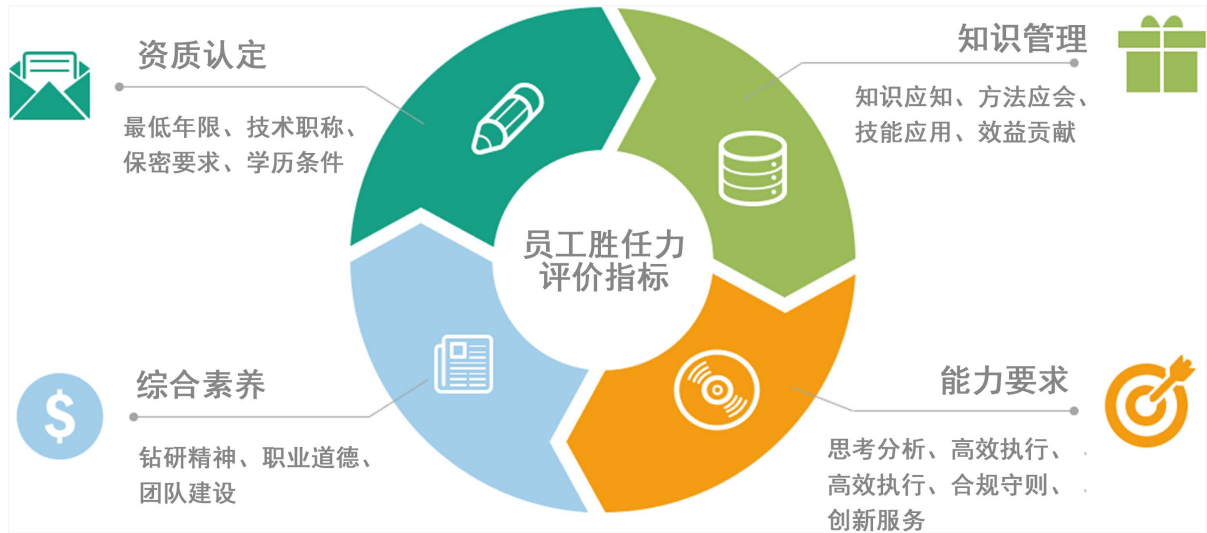 资质认定
最低年限、技术职称、
保密要求、学历条件
知识管理
知识应知、方法应会、
技能应用、效益贡献
员工胜任力
评价指标
综合素养
钻研精神、职业道德、
团队建设
$
能力要求
思考分析、高效执行、
高效执行、合规守则、
创新服务